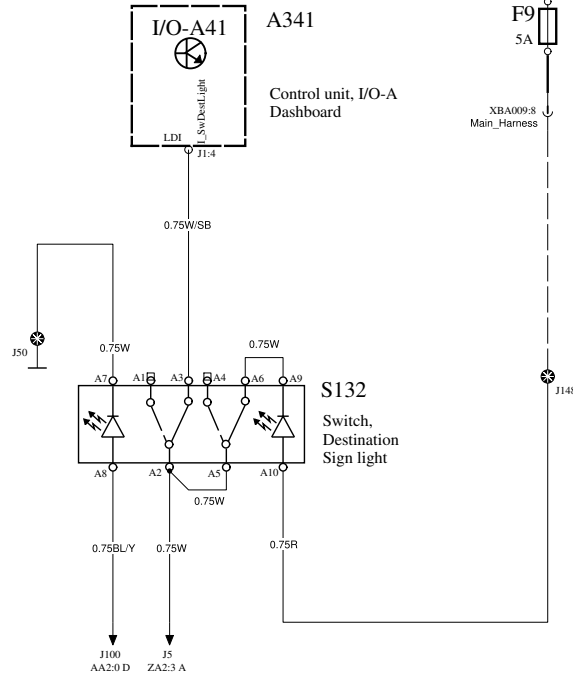 I/O-A41
A341
F9
5A
I_SwDestLight
Control unit, I/O-A
Dashboard
XBA009:8
Main_Harness
LDI
J1:4
0.75W/SB
J50
0.75W
0.75W
A7
A1
A3
A4
A6
A9
S132
J148
Switch,
Destination
Sign light
A8
A2
A5
A10
0.75W
0.75BL/Y
0.75W
0.75R
J100
AA2:0 D
J5
ZA2:3 A